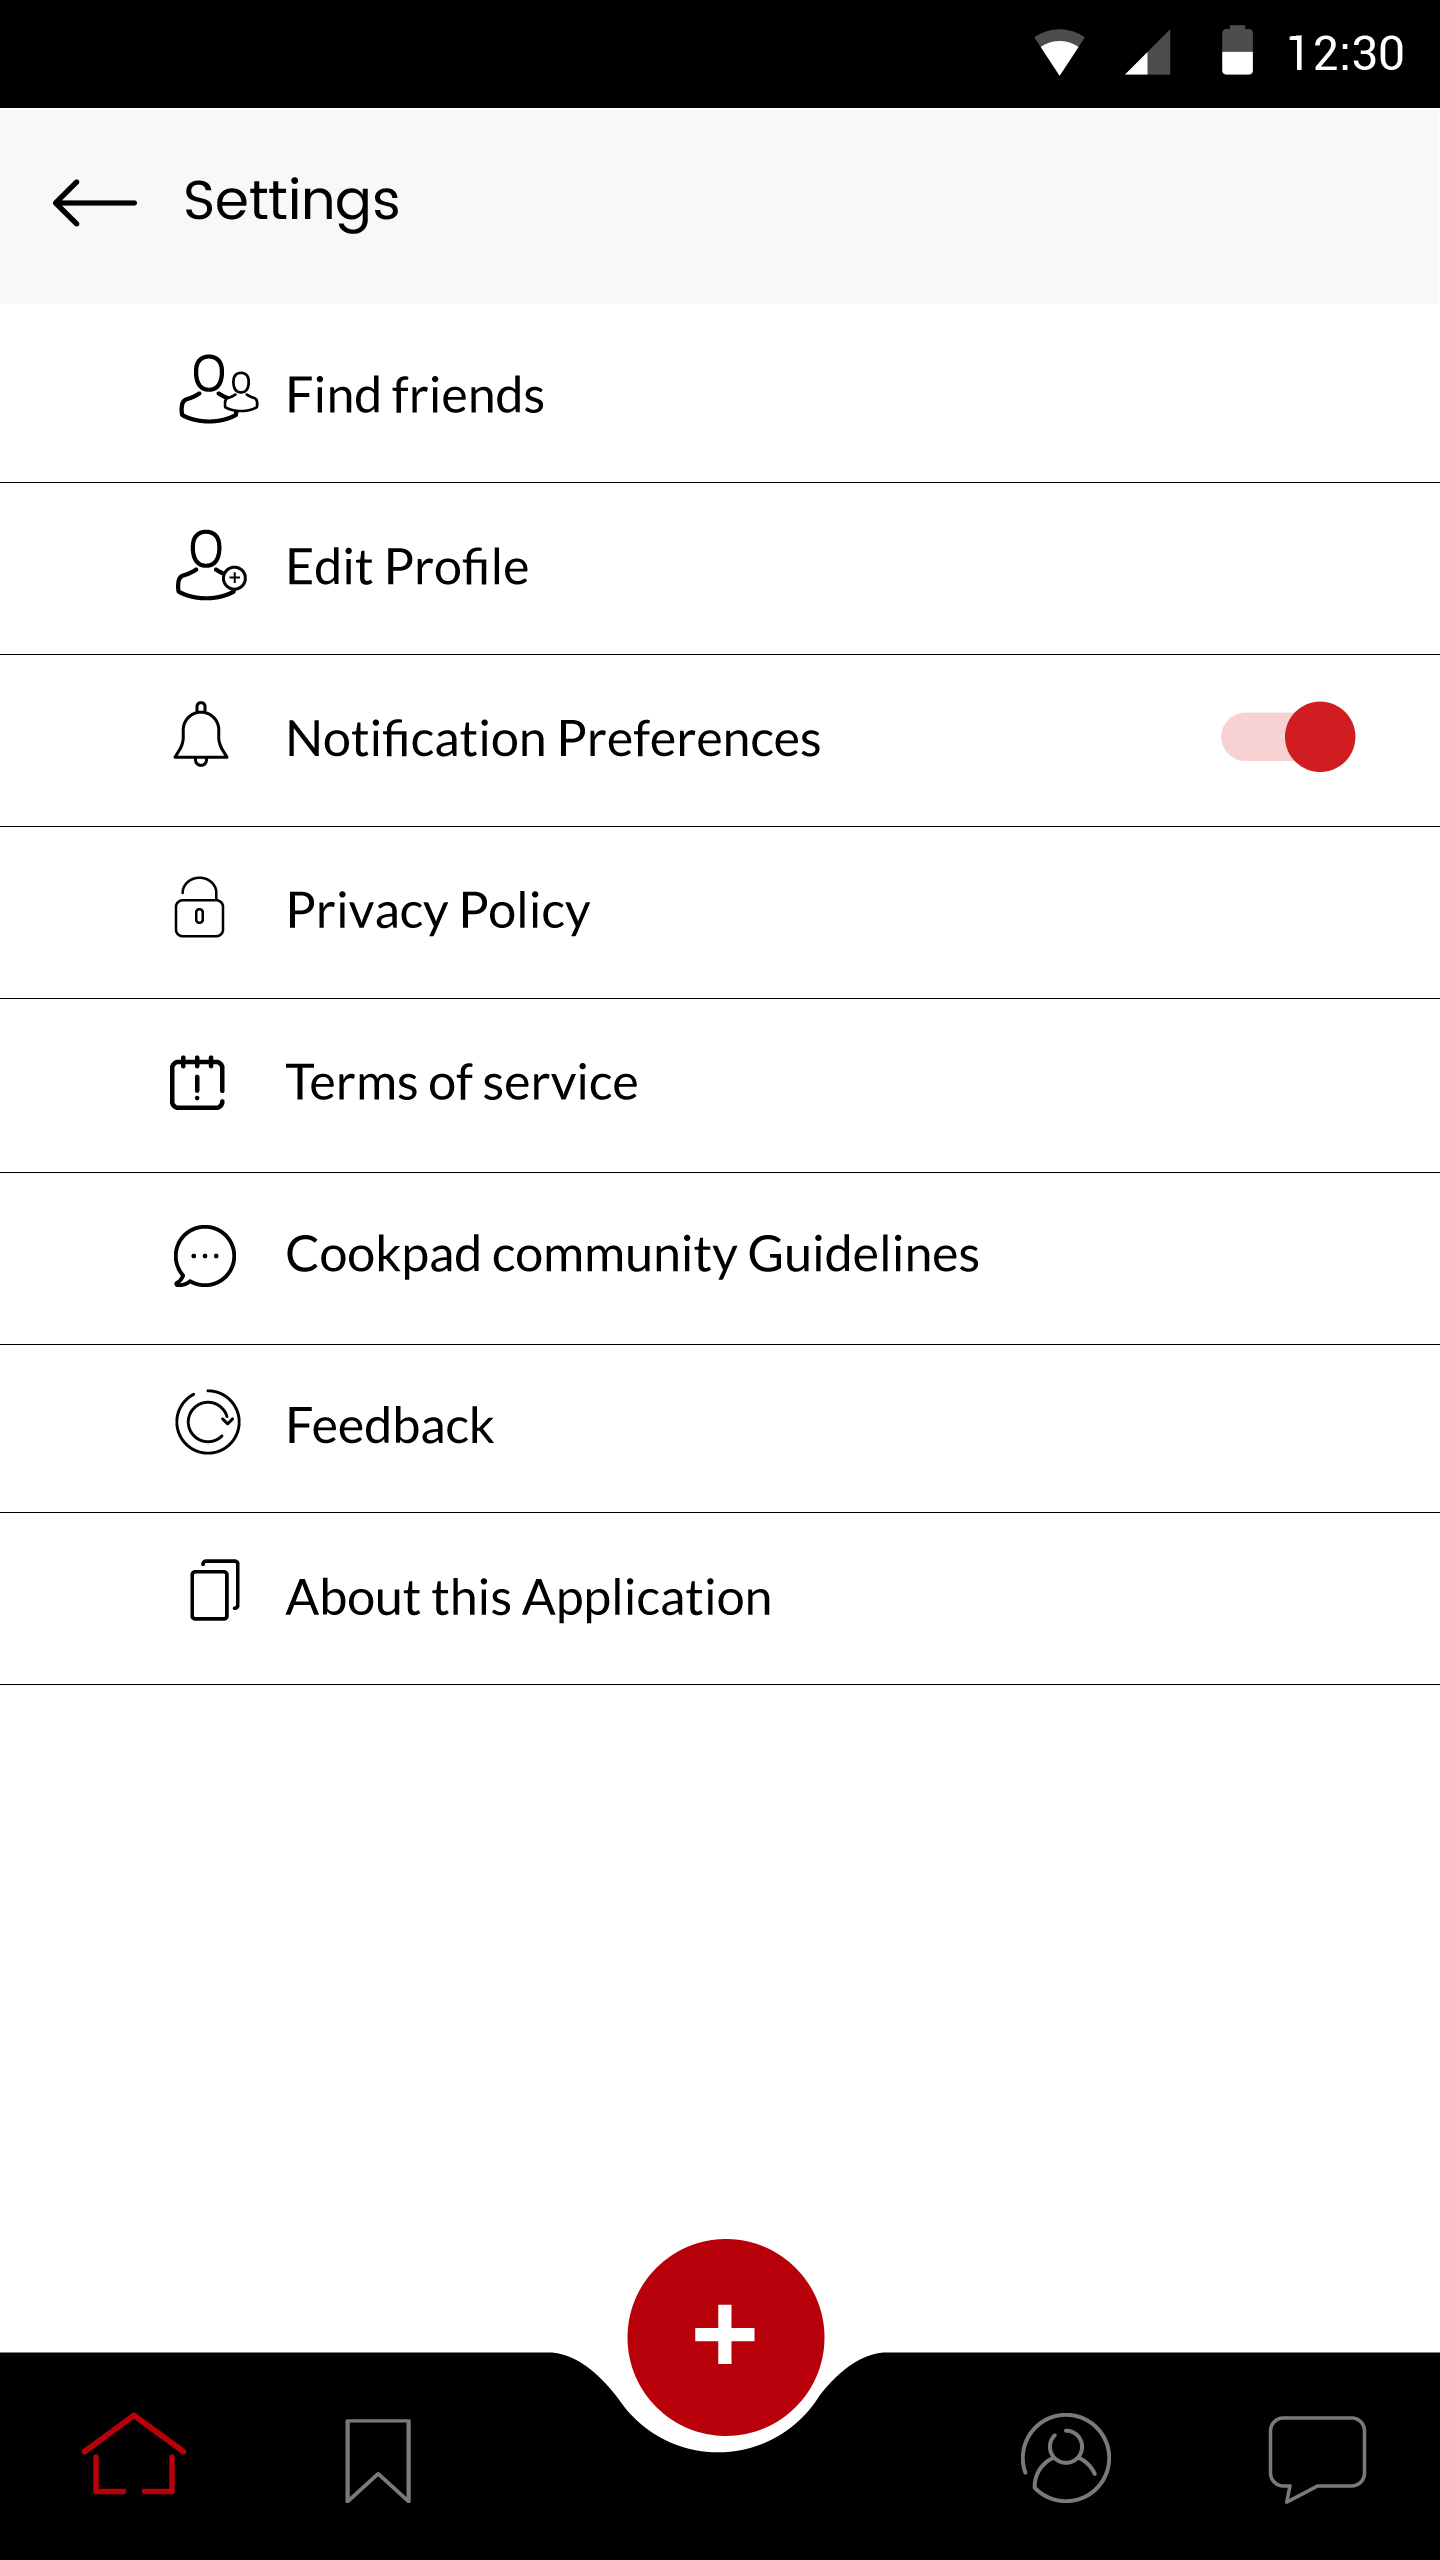 12:30
Settings
Find friends
Edit Profile
Notification Preferences
Privacy Policy
Terms of service
Cookpad community Guidelines
Feedback
About this Application